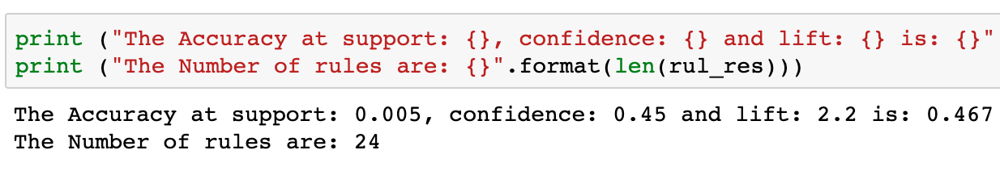 print ("The Accuracy at support: {}, confidence: {} and lift: {} is: {}"
print ("The Number of rules are: {}".format(len(rul_res)))
The Accuracy at support: 0.005, confidence: 0.45 and lift: 2.2 is: 0.467
The Number of rules are: 24